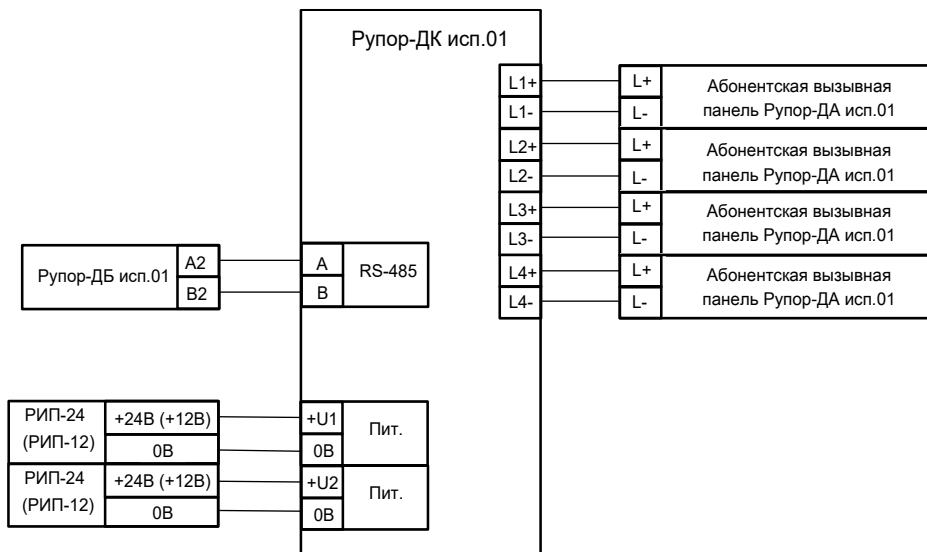 Рупор-ДК исп.01
L1+
L+
Абонентская вызывная
L1-
L-
панель Рупор-ДА исп.01
L2+
L+
Абонентская вызывная
L2-
L-
панель Рупор-ДА исп.01
L3+
L+
Абонентская вызывная
L3-
L-
панель Рупор-ДА исп.01
L4+
L+
Абонентская вызывная
L4-
L-
панель Рупор-ДА исп.01
Рупор-ДБ исп.01
A2
B2
A
B
RS-485
РИП-24
(РИП-12)
+24В (+12В)
0В
+U1
0В
Пит.
РИП-24
(РИП-12)
+24В (+12В)
0В
+U2
0В
Пит.